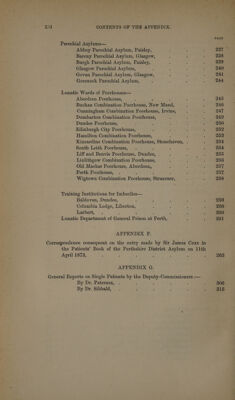 CONTENTS OF THE APPENDIX.
PAGE
Parochial Asylums—
Abbey Parochial Asylum, Paisley, 237
Barony Parochial Asylum, Glasgow, 238
Burgh Parochial Asylum, Paisley, 239
Glasgow Parochial Asylum, 240
Govan Parochial Asylum, Glasgow, 241
Greenock Parochial Asylum, 244
Lunatic Wards of Poorhouses—
Aberdeen Poorhouse, 245
Buchan Combination Poorhouse, New Maud, 246
Cunningham Combination Poorhouse, Irvine, 247
Dumbarton Combination Poorhouse, 249
Dundee Poorhouse, 250
Edinburgh City Poorhouse, 252
Hamilton Combination Poorhouse, 253
Kincardine Combination Poorhouse, Stonehaven, 254
South Leith Poorhouse, 254
Liff and Benvie Poorhouse, Dundee, 255
Linlithgow Combination Poorhouse, 256
Old Machar Poorhouse, Aberdeen, 257
Perth Poorhouse, 258
Wigtown Combination Poorhouse, Stranraer, 258
Training Institutions for Imbeciles—
Baldovan, Dundee, 259
Columbia Lodge, Liberton, 260
Larbert, 260
Lunatic Department of General Prison at Perth, 261
APPENDIX F.
Correspondence consequent on the entry made by Sir James Coxe in
the Patients' Book of the Perthshire District Asylum on 11th
April 1873, 263
APPENDIX G.
General Reports on Single Patients by the Deputy-Commissioners:—
By Dr. Paterson, 306
By Dr. Sibbald, 315